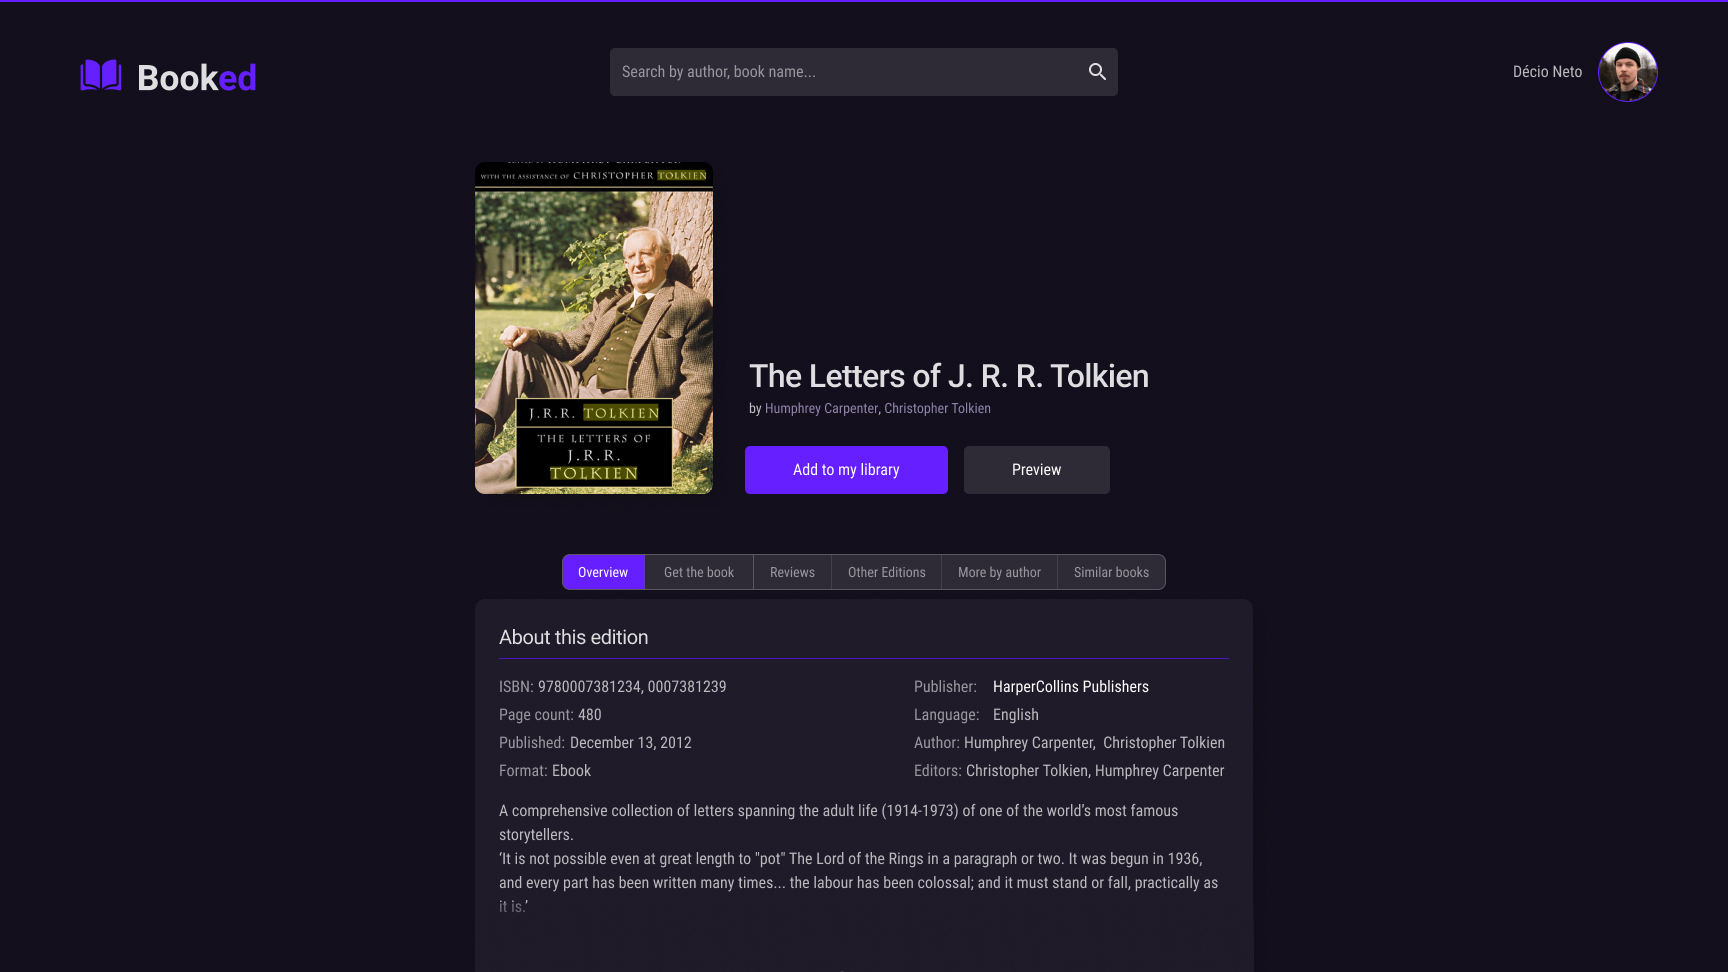 Booked
Search by author, book name...
Décio Neto
WITH THE ASSISTANCE OF CHRISTOPHER TOLKIEN
J.R.R. TOLKIEN
THE LETTERS OF
J.R.R.
TOLKIEN
The Letters of J. R. R. Tolkien
by Humphrey Carpenter, Christopher Tolkien
Add to my library
Preview
Overview
Get the book
Reviews
Other Editions
More by author
Similar books
About this edition
ISBN: 9780007381234, 0007381239
Publisher: HarperCollins Publishers
Page count: 480
Language: English
Published: December 13, 2012
Author: Humphrey Carpenter, Christopher Tolkien
Format: Ebook
Editors: Christopher Tolkien, Humphrey Carpenter
A comprehensive collection of letters spanning the adult life (1914-1973) of one of the world’s most famous
storytellers.
‘It is not possible even at great length to "pot" The Lord of the Rings in a paragraph or two. It was begun in 1936,
and every part has been written many times... the labour has been colossal; and it must stand or fall, practically as
it is.’